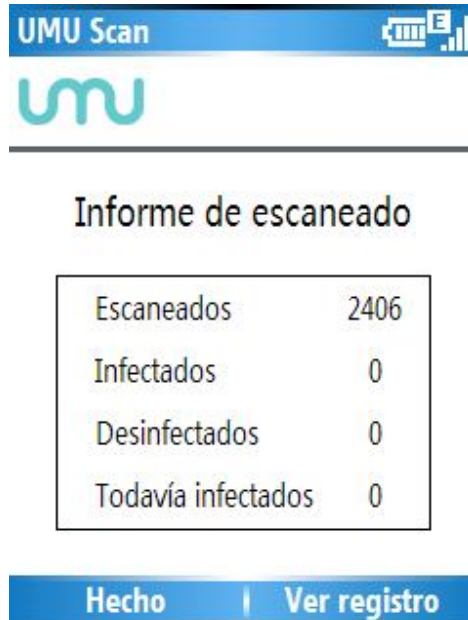 UMU Scan
E
umu
Informe de escaneado
Escaneados 2406
Infectados 0
Desinfectados 0
Todavía infectados 0
Hecho Ver registro